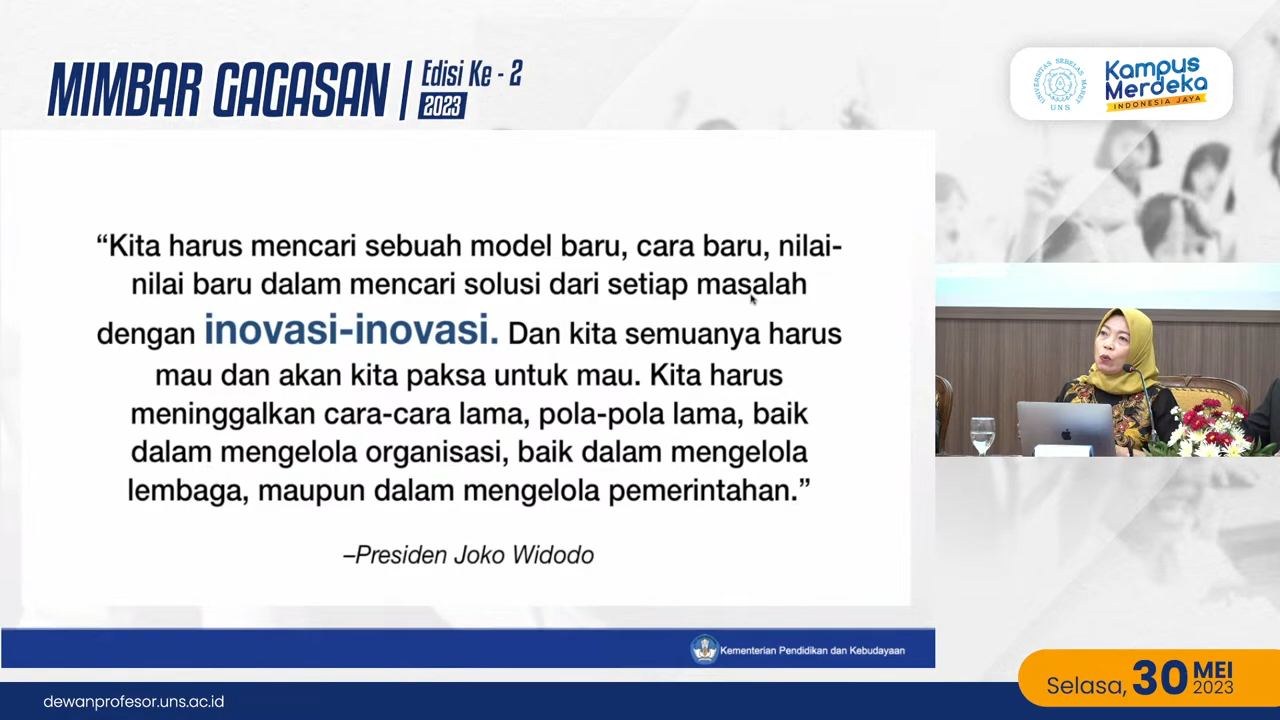 MIMBAR GAGASAN
Edisi Ke - 2
2023
UNIVERSITAS SEBELAS MARET
UNS
Kampus
Merdeka
INDONESIA JAYA
“Kita harus mencari sebuah model baru, cara baru, nilai-
nilai baru dalam mencari solusi dari setiap masalah
dengan inovasi-inovasi. Dan kita semuanya harus
mau dan akan kita paksa untuk mau. Kita harus
meninggalkan cara-cara lama, pola-pola lama, baik
dalam mengelola organisasi, baik dalam mengelola
lembaga, maupun dalam mengelola pemerintahan.”
–Presiden Joko Widodo
Kementerian Pendidikan dan Kebudayaan
dewanprofesor.uns.ac.id
Selasa, 30 MEI
2023